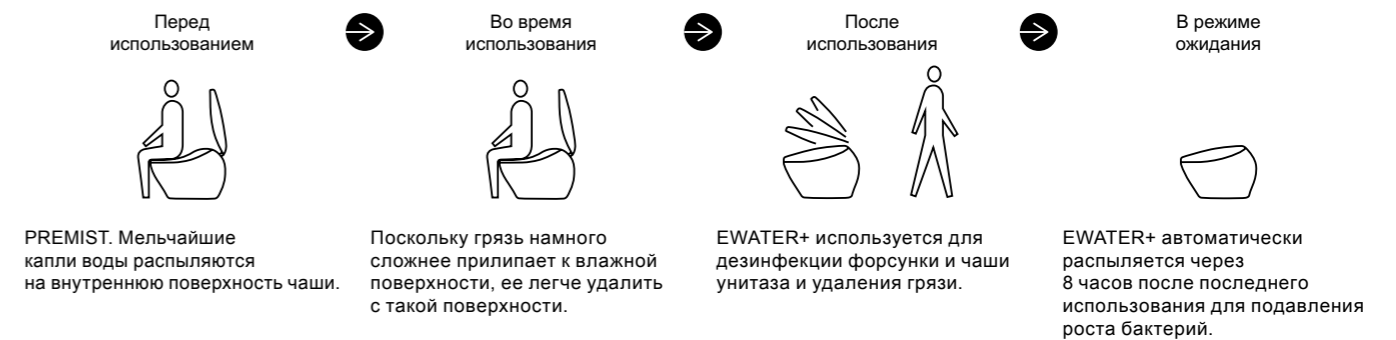 Перед
использованием
Во время
использования
После
использования
В режиме
ожидания
PREMIST. Мельчайшие
капли воды распыляются
на внутреннюю поверхность чаши.
Поскольку грязь намного
сложнее прилипает к влажной
поверхности, ее легче удалить
с такой поверхности.
EWATER+ используется для
дезинфекции форсунки и чаши
унитаза и удаления грязи.
EWATER+ автоматически
распыляется через
8 часов после последнего
использования для подавления
роста бактерий.